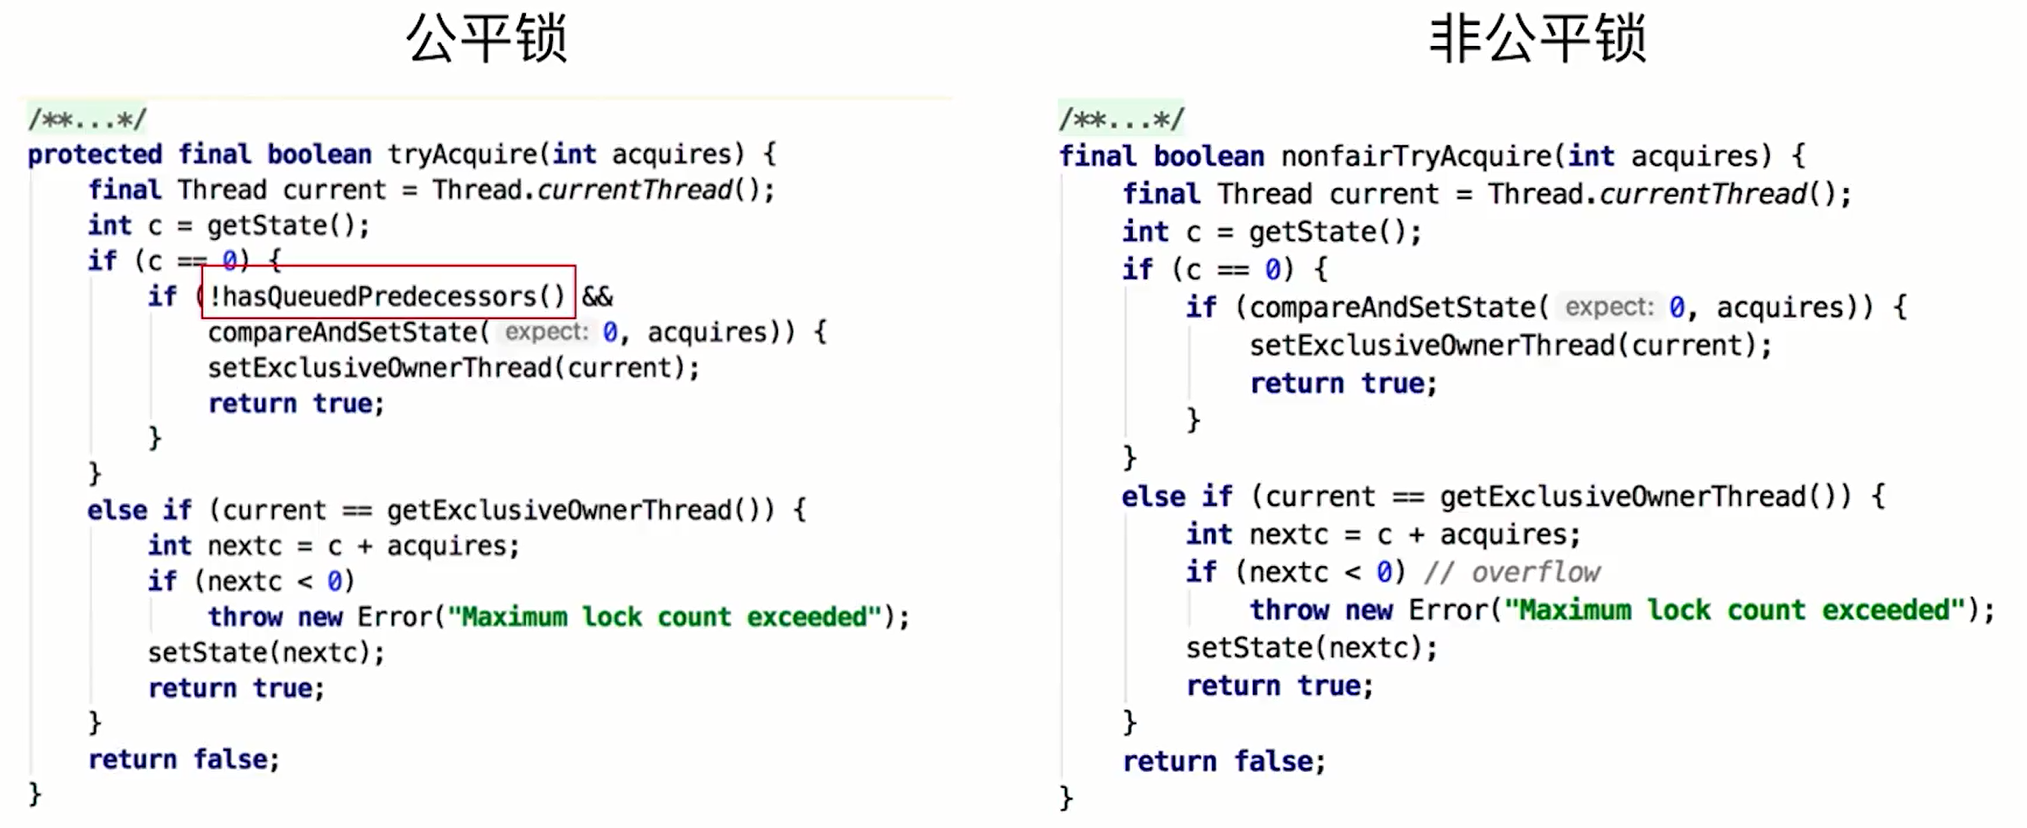 公平锁
/**...*/
protected final boolean tryAcquire(int acquires) {
final Thread current = Thread.currentThread();
int c = getState();
if (c == 0) {
if (!hasQueuedPredecessors() &&
compareAndSetState( expect: 0, acquires)) {
setExclusiveOwnerThread(current);
return true;
}
}
else if (current == getExclusiveOwnerThread()) {
int nextc = c + acquires;
if (nextc < 0)
throw new Error("Maximum lock count exceeded");
setState(nextc);
return true;
}
return false;
}
非公平锁
/**...*/
final boolean nonfairTryAcquire(int acquires) {
final Thread current = Thread.currentThread();
int c = getState();
if (c == 0) {
if (compareAndSetState( expect: 0, acquires)) {
setExclusiveOwnerThread(current);
return true;
}
}
else if (current == getExclusiveOwnerThread()) {
int nextc = c + acquires;
if (nextc < 0) // overflow
throw new Error("Maximum lock count exceeded");
setState(nextc);
return true;
}
return false;
}